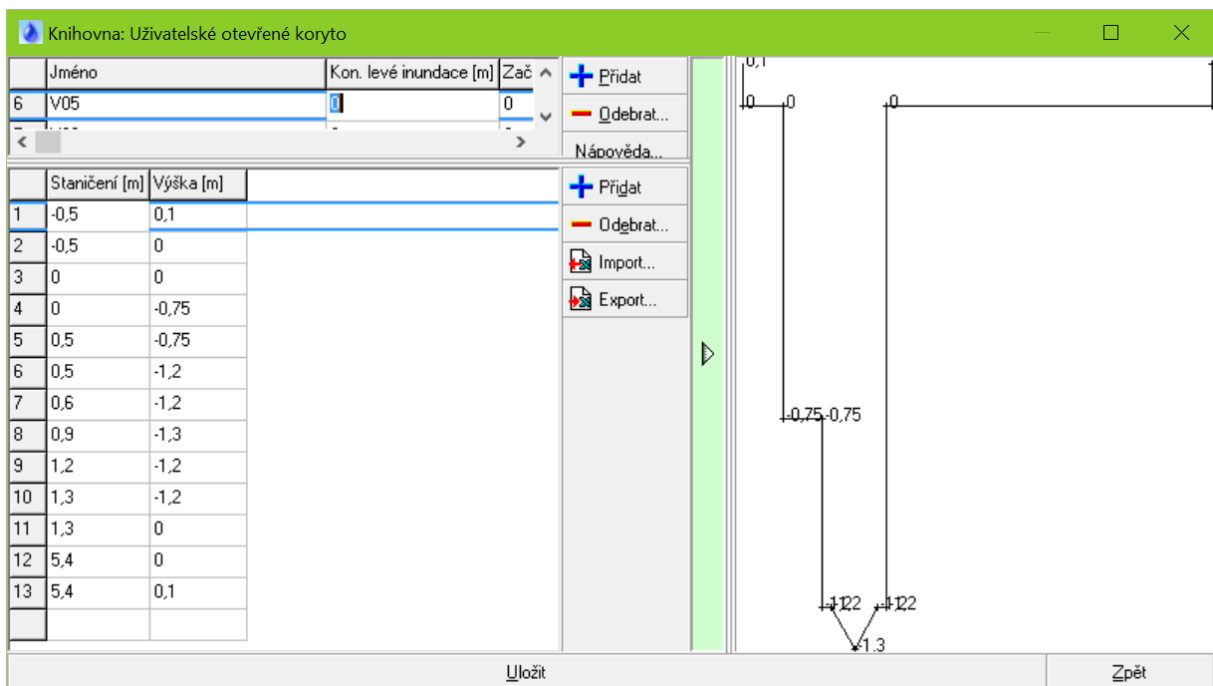 Knihovna: Uživatelské otevřené koryto
Jméno Kon. levé inundace [m] Zač
6 V05 0 0
Přidat
Odebrat...
Nápověda...
Staničení [m] Výška [m]
1 -0,5 0,1
2 -0,5 0
3 0 0
4 0 -0,75
5 0,5 -0,75
6 0,5 -1,2
7 0,6 -1,2
8 0,9 -1,3
9 1,2 -1,2
10 1,3 -1,2
11 1,3 0
12 5,4 0
13 5,4 0,1
Přidat
Odebrat...
Import...
Export...
0,1
0 0 0
-0,75 -0,75
-1,3
Uložit Zpět